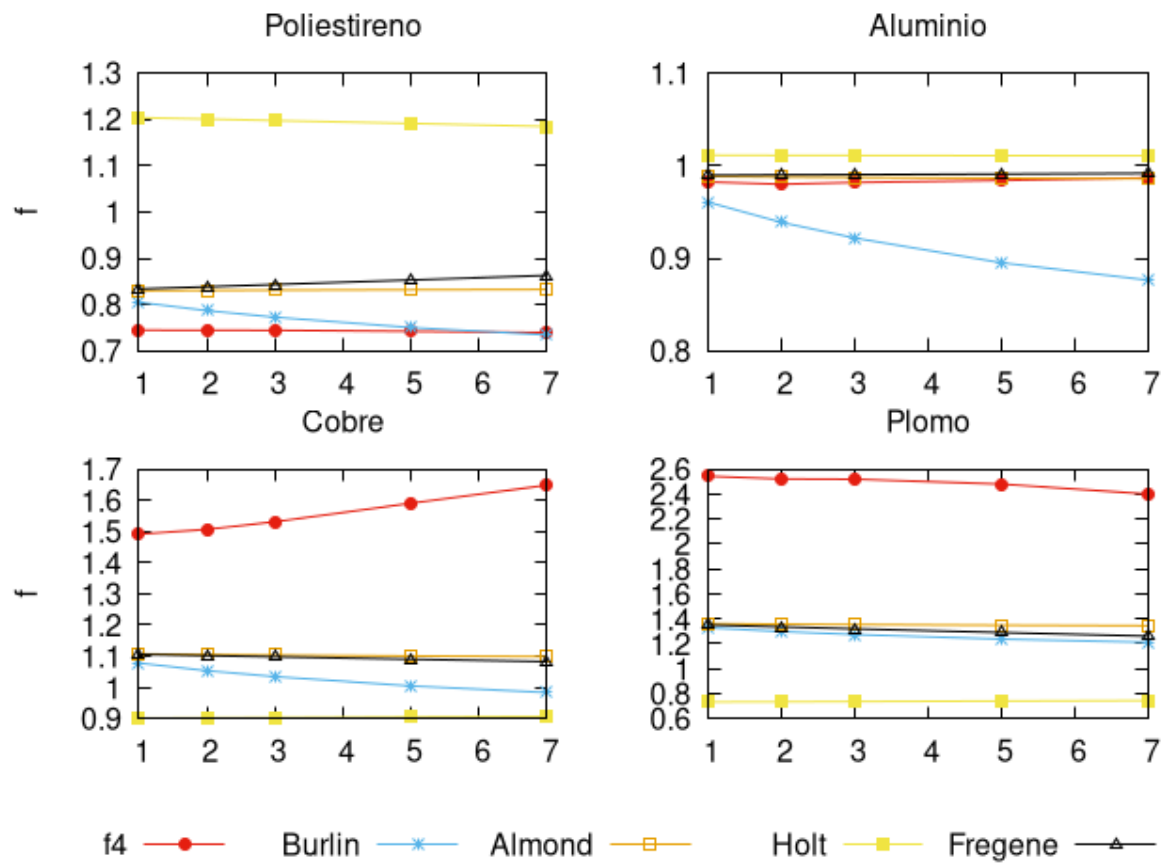 Poliestireno Aluminio
1.3 1.1
1.2
1.1 1
f 1
0.9 0.9
0.8
0.7 0.8
1 2 3 4 5 6 7 1 2 3 4 5 6 7
Cobre Plomo
1.7 2.6
1.6 2.4
1.5 2.2
1.4 2
1.3 1.8
f 1.6
1.2 1.4
1.1 1.2
1 1
0.8
0.9 0.6
1 2 3 4 5 6 7 1 2 3 4 5 6 7
f4 Burlin Almond Holt Fregene